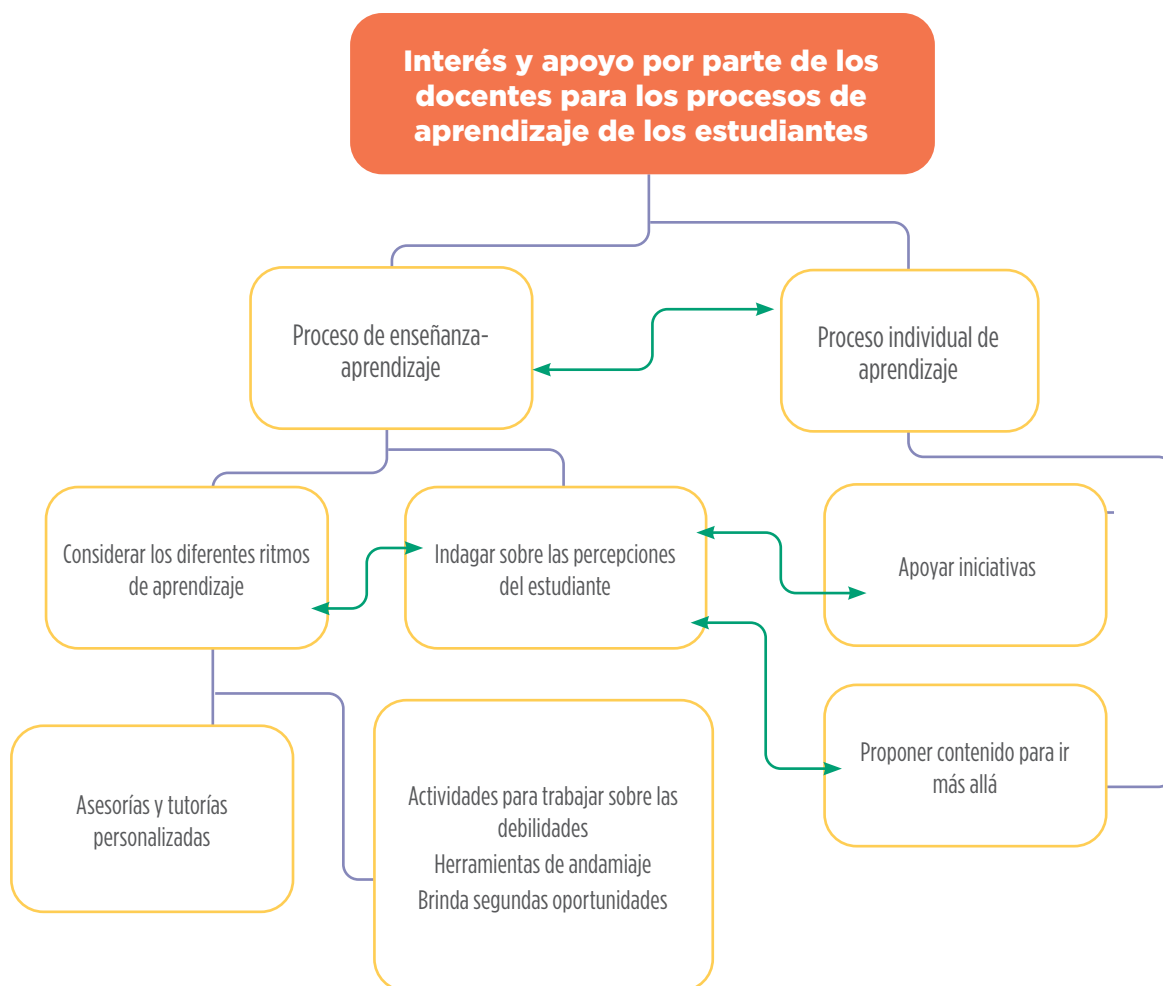 Interés y apoyo por parte de los
docentes para los procesos de
aprendizaje de los estudiantes
Proceso de enseñanza-
aprendizaje
Proceso individual de
aprendizaje
Considerar los diferentes ritmos
de aprendizaje
Indagar sobre las percepciones
del estudiante
Apoyar iniciativas
Asesorías y tutorías
personalizadas
Actividades para trabajar sobre las
debilidades
Herramientas de andamiaje
Brinda segundas oportunidades
Proponer contenido para ir
más allá